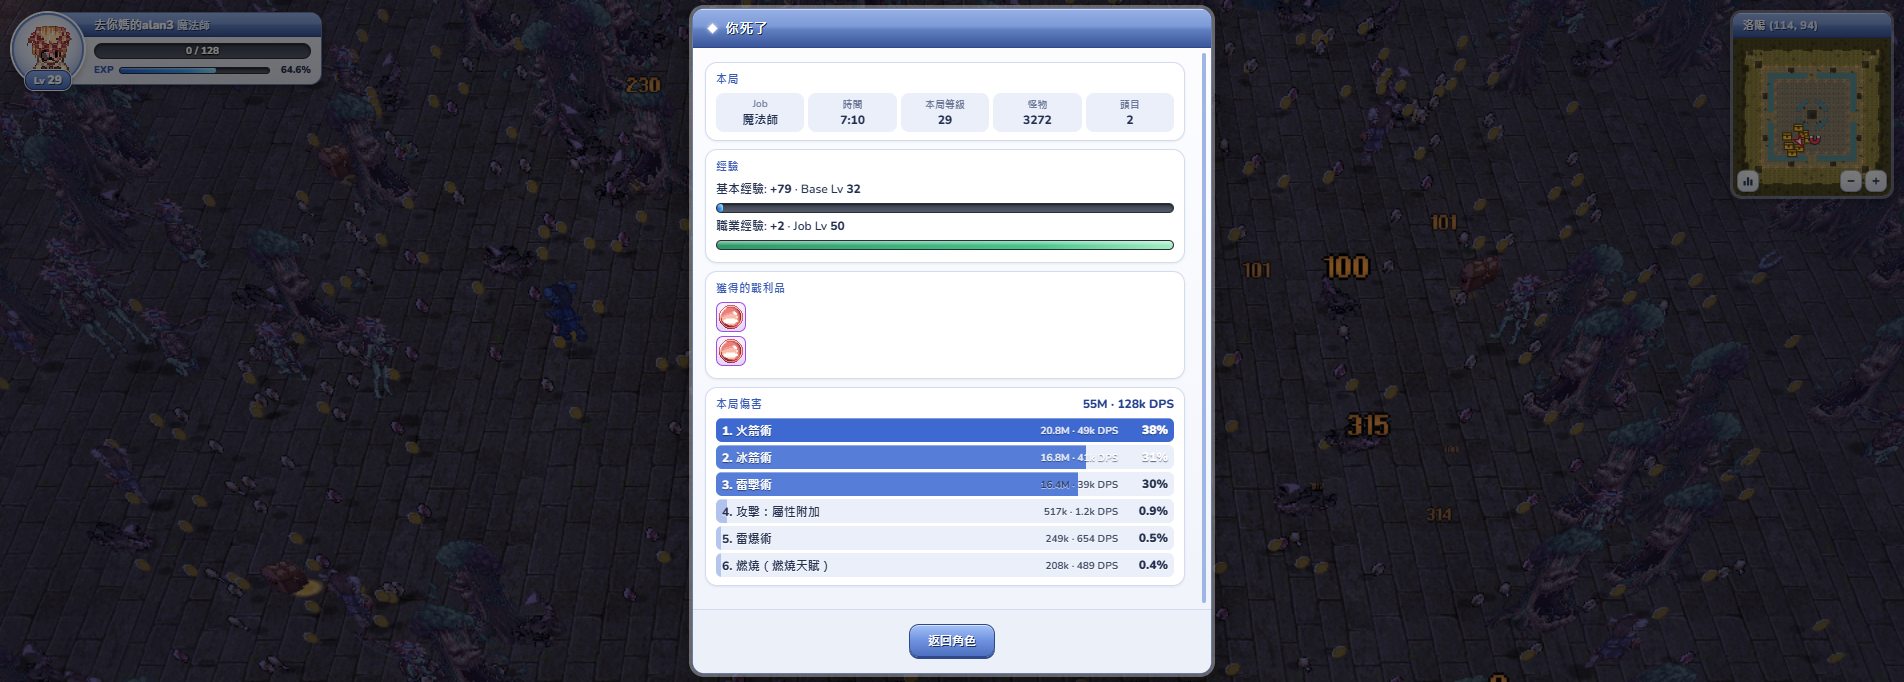 去你媽的alan3 魔法師
0 / 128
EXP
64.6%
Lv 29
230
你死了
本局
Job
魔法師
時間
7:10
本局等級
29
怪物
3272
頭目
2
經驗
基本經驗: +79 · Base Lv 32
職業經驗: +2 · Job Lv 50
獲得的戰利品
本局傷害
55M · 128k DPS
1. 火箭術 20.8M · 49k DPS 38%
2. 冰箭術 16.8M · 41k DPS 31%
3. 雷擊術 16.4M · 39k DPS 30%
4. 攻擊：屬性附加 517k · 1.2k DPS 0.9%
5. 雷爆術 249k · 654 DPS 0.5%
6. 燃燒 ( 燃燒天賦 ) 208k · 489 DPS 0.4%
返回角色
洛陽 (114, 94)
101
101
100
315
314